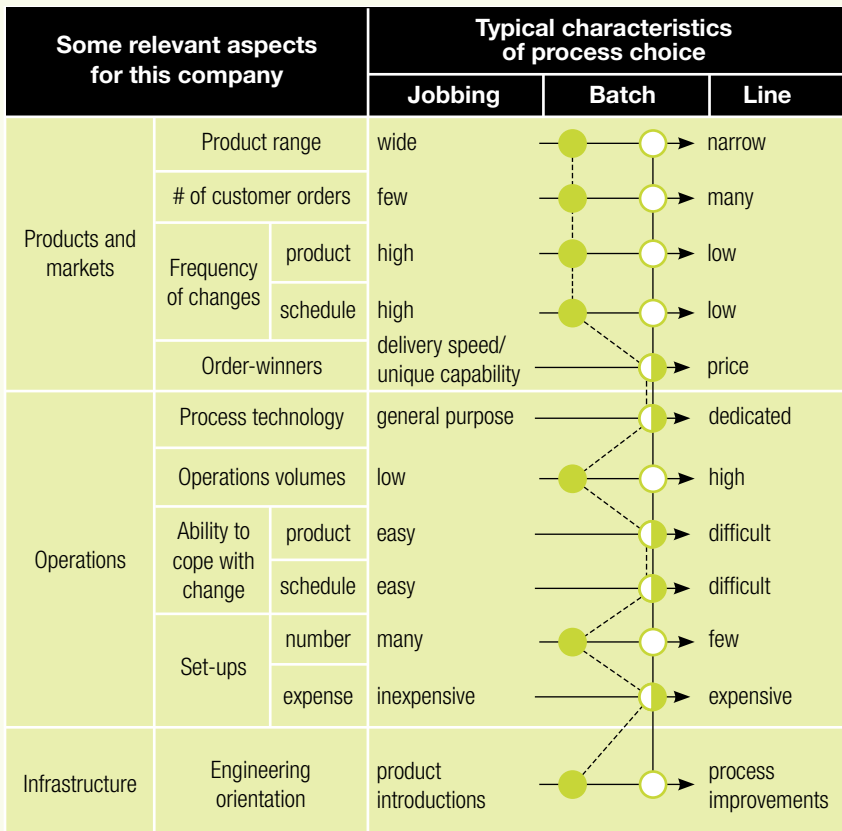 Some relevant aspects
for this company
Typical characteristics
of process choice
Jobbing Batch Line
Products and
markets
Product range wide narrow
# of customer orders few many
Frequency
of changes
product high low
schedule high low
Order-winners
delivery speed/
unique capability
price
Operations
Process technology general purpose dedicated
Operations volumes low high
Ability to
cope with
change
product easy difficult
schedule easy difficult
Set-ups
number many few
expense inexpensive expensive
Infrastructure
Engineering
orientation
product
introductions
process
improvements